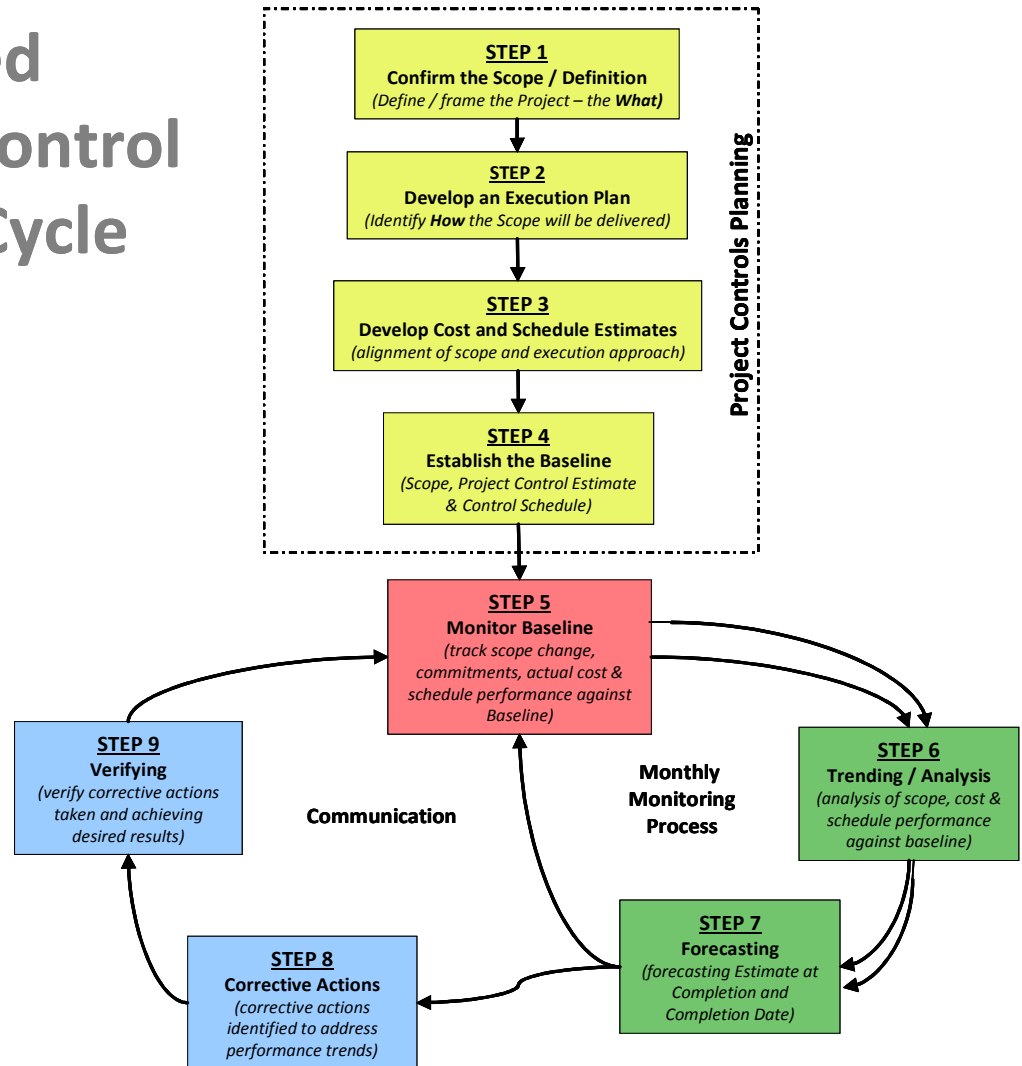 ed
ontrol
Cycle
STEP 1
Confirm the Scope / Definition
(Define / frame the Project – the What)
STEP 2
Develop an Execution Plan
(Identify How the Scope will be delivered)
STEP 3
Develop Cost and Schedule Estimates
(alignment of scope and execution approach)
STEP 4
Establish the Baseline
(Scope, Project Control Estimate
& Control Schedule)
Project Controls Planning
STEP 5
Monitor Baseline
(track scope change,
commitments, actual cost &
schedule performance against
Baseline)
STEP 6
Trending / Analysis
(analysis of scope, cost &
schedule performance
against baseline)
Monthly
Monitoring
Process
Communication
STEP 7
Forecasting
(forecasting Estimate at
Completion and
Completion Date)
STEP 8
Corrective Actions
(corrective actions
identified to address
performance trends)
STEP 9
Verifying
(verify corrective actions
taken and achieving
desired results)